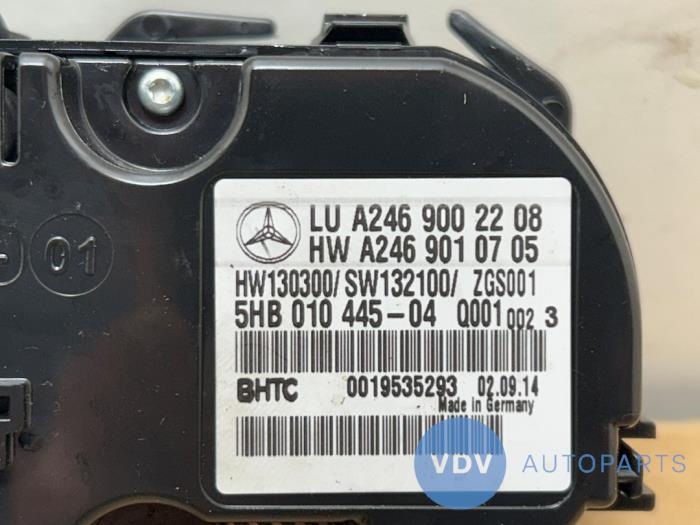 LU A246 900 22 08
HW A246 901 07 05
HW130300/ SW132100/ ZGS001
5HB 010 445-04 Q001 002 3
BHTC 0019535293 02.09.14
Made in Germany
01
VDV AUTOPARTS